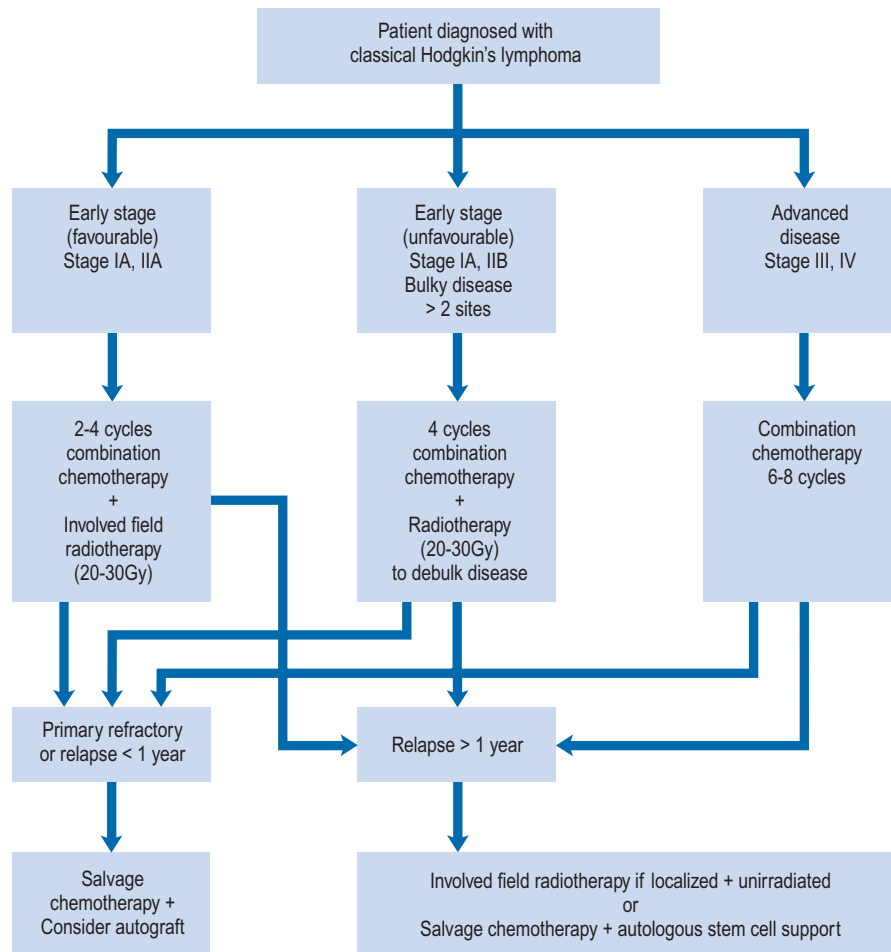 Patient diagnosed with
classical Hodgkin's lymphoma
Early stage
(favourable)
Stage IA, IIA
Early stage
(unfavourable)
Stage IA, IIB
Bulky disease
> 2 sites
Advanced
disease
Stage III, IV
2-4 cycles
combination
chemotherapy
+
Involved field
radiotherapy
(20-30Gy)
4 cycles
combination
chemotherapy
+
Radiotherapy
(20-30Gy)
to debulk disease
Combination
chemotherapy
6-8 cycles
Primary refractory
or relapse < 1 year
Relapse > 1 year
Salvage
chemotherapy +
Consider autograft
Involved field radiotherapy if localized + unirradiated
or
Salvage chemotherapy + autologous stem cell support